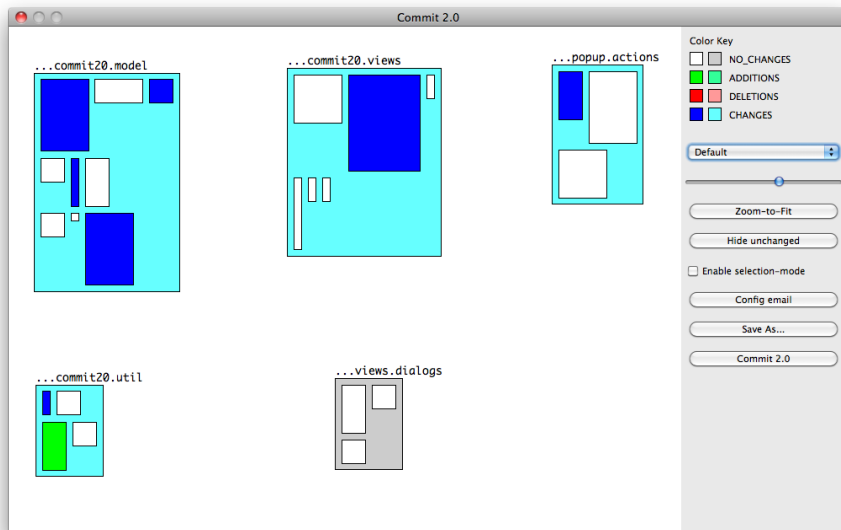 Commit 2.0
...commit20.model
...commit20.views
...popup.actions
Color Key
NO_CHANGES
ADDITIONS
DELETIONS
CHANGES
Default
Zoom-to-Fit
Hide unchanged
Enable selection-mode
Config email
Save As...
Commit 2.0
...commit20.util
...views.dialogs